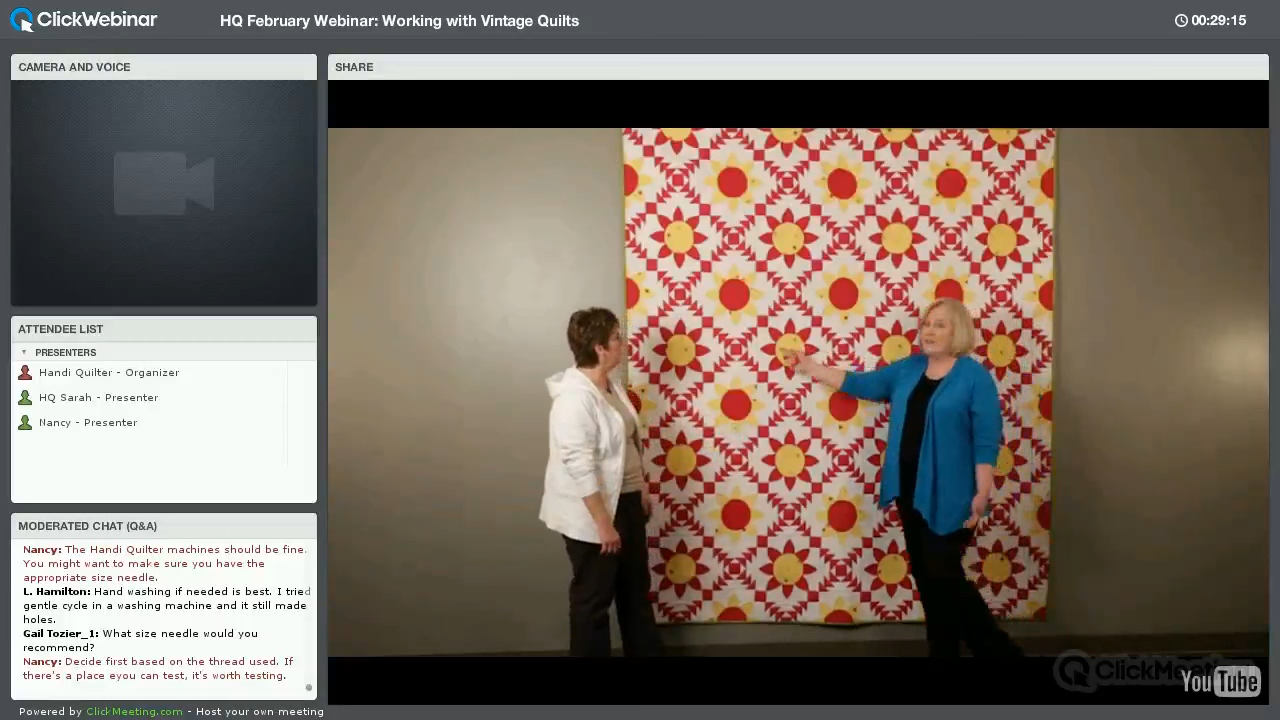 ClickWebinar
HQ February Webinar: Working with Vintage Quilts
00:29:15
CAMERA AND VOICE
SHARE
ATTENDEE LIST
PRESENTERS
Handi Quilter - Organizer
HQ Sarah - Presenter
Nancy - Presenter
MODERATED CHAT (Q&A)
Nancy: The Handi Quilter machines should be fine.
You might want to make sure you have the
appropriate size needle.
L. Hamilton: Hand washing if needed is best. I tried
gentle cycle in a washing machine and it still made
holes.
Gail Tozier_1: What size needle would you
recommend?
Nancy: Decide first based on the thread used. If
there's a place eyou can test, it's worth testing.
ClickMeeting
YouTube
Powered by ClickMeeting.com - Host your own meeting